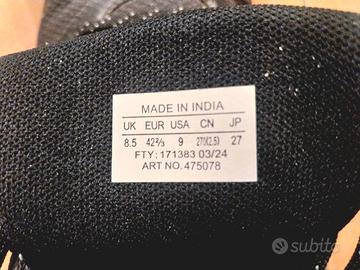 MADE IN INDIA
UK EUR USA CN JP
8.5 42⅔ 9 270(2.5) 27
FTY: 171383 03/24
ART NO. 475078
subito